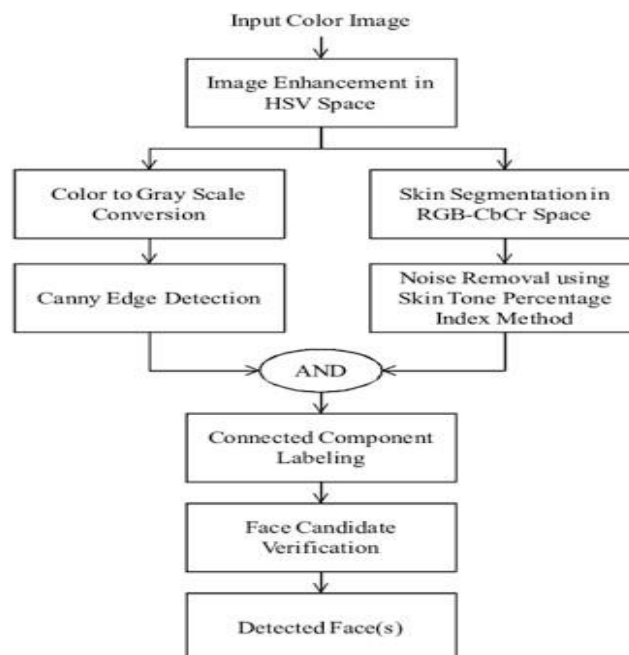 Input Color Image
Image Enhancement in
HSV Space
Color to Gray Scale
Conversion
Skin Segmentation in
RGB-CbCr Space
Canny Edge Detection
Noise Removal using
Skin Tone Percentage
Index Method
AND
Connected Component
Labeling
Face Candidate
Verification
Detected Face(s)